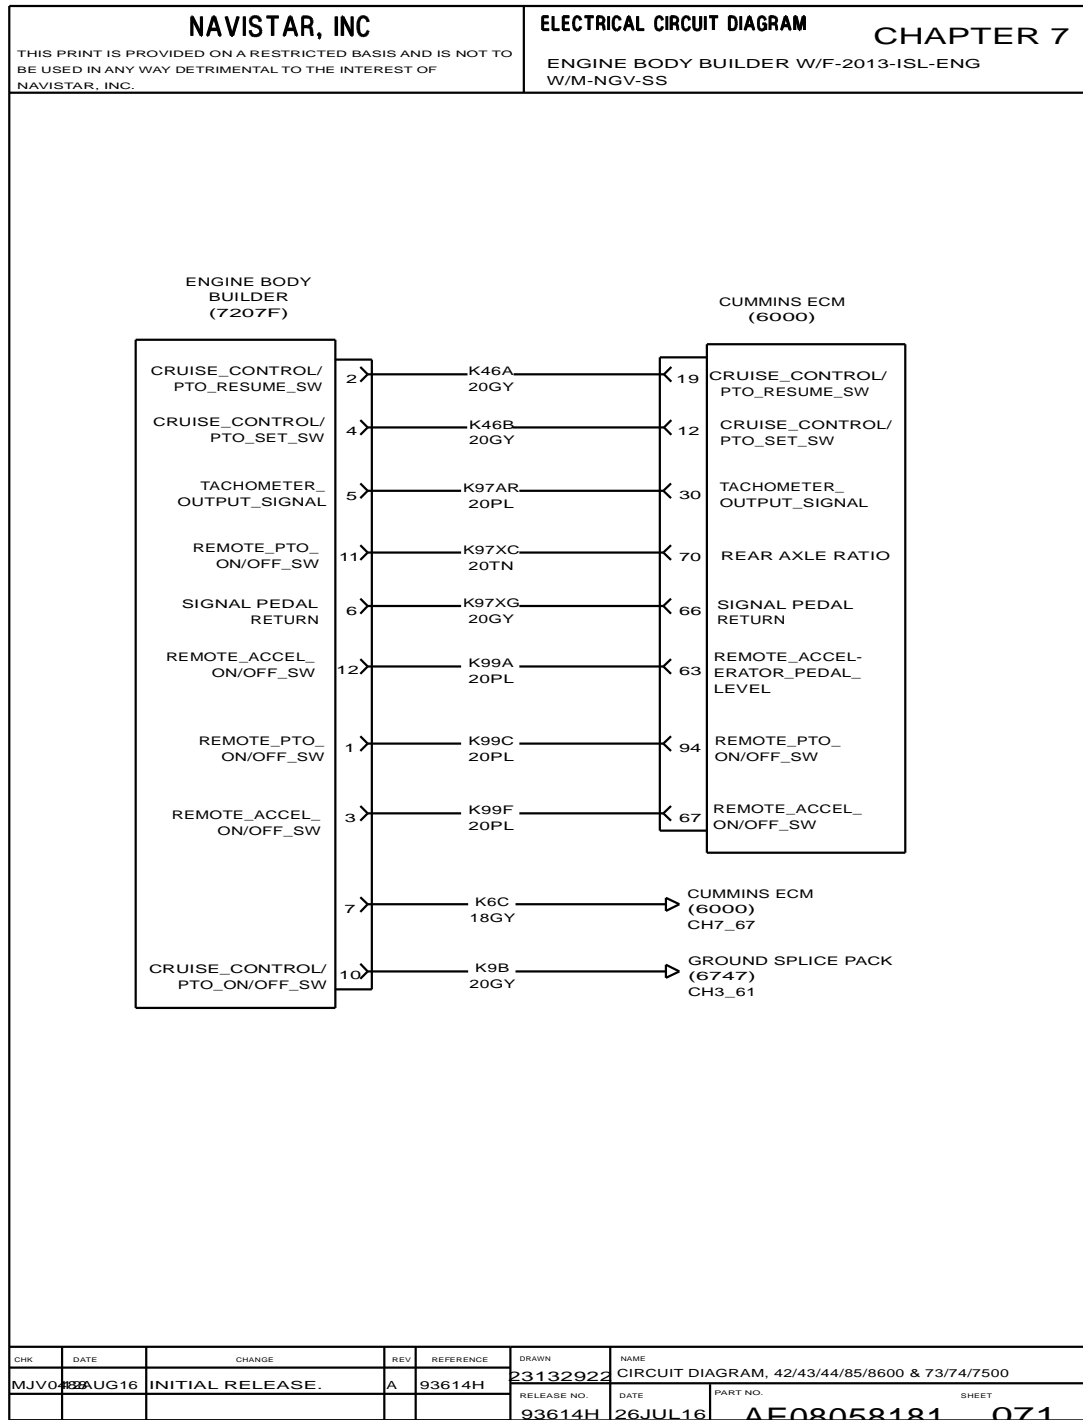 NAVISTAR, INC
THIS PRINT IS PROVIDED ON A RESTRICTED BASIS AND IS NOT TO
BE USED IN ANY WAY DETRIMENTAL TO THE INTEREST OF
NAVISTAR, INC.
ELECTRICAL CIRCUIT DIAGRAM
CHAPTER 7
ENGINE BODY BUILDER W/F-2013-ISL-ENG
W/M-NGV-SS
ENGINE BODY
BUILDER
(7207F)
CUMMINS ECM
(6000)
CRUISE_CONTROL/
PTO_RESUME_SW
2
K46A
20GY
19
CRUISE_CONTROL/
PTO_RESUME_SW
CRUISE_CONTROL/
PTO_SET_SW
4
K46B
20GY
12
CRUISE_CONTROL/
PTO_SET_SW
TACHOMETER_
OUTPUT_SIGNAL
5
K97AR
20PL
30
TACHOMETER_
OUTPUT_SIGNAL
REMOTE_PTO_
ON/OFF_SW
11
K97XC
20TN
70
REAR AXLE RATIO
SIGNAL PEDAL
RETURN
6
K97XG
20GY
66
SIGNAL PEDAL
RETURN
REMOTE_ACCEL_
ON/OFF_SW
12
K99A
20PL
63
REMOTE_ACCEL-
ERATOR_PEDAL_
LEVEL
REMOTE_PTO_
ON/OFF_SW
1
K99C
20PL
94
REMOTE_PTO_
ON/OFF_SW
REMOTE_ACCEL_
ON/OFF_SW
3
K99F
20PL
67
REMOTE_ACCEL_
ON/OFF_SW
7
K6C
18GY
CUMMINS ECM
(6000)
CH7_67
CRUISE_CONTROL/
PTO_ON/OFF_SW
10
K9B
20GY
GROUND SPLICE PACK
(6747)
CH3_61
CHK
DATE
CHANGE
REV
REFERENCE
INITIAL RELEASE.
A
93614H
DRAWN
23132922
NAME
CIRCUIT DIAGRAM, 42/43/44/85/8600 & 73/74/7500
RELEASE NO.
93614H
DATE
26JUL16
PART NO.
AE08058181
SHEET
071